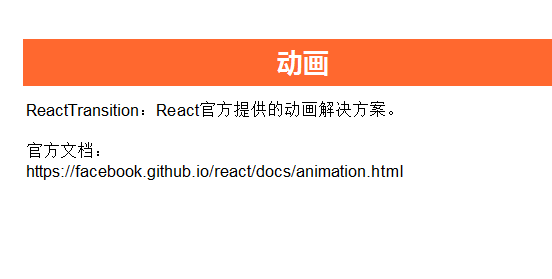 动画
ReactTransition：React官方提供的动画解决方案。
官方文档：
https://facebook.github.io/react/docs/animation.html